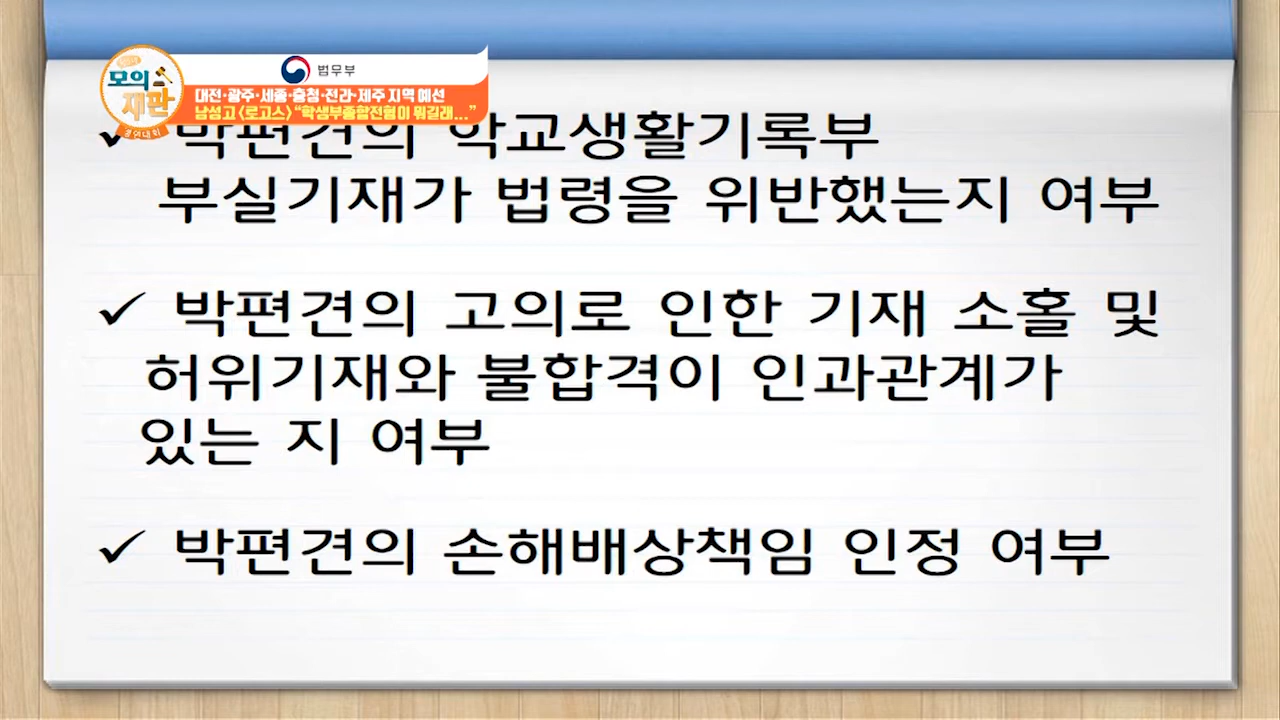 모의
재판
경연대회
법무부
대전·광주·세종·충청·전라·제주 지역 예선
남성고 <로고스> “학생부종합전형이 뭐길래...”
✓ 박편견의 학교생활기록부
부실기재가 법령을 위반했는지 여부
✓ 박편견의 고의로 인한 기재 소홀 및
허위기재와 불합격이 인과관계가
있는 지 여부
✓ 박편견의 손해배상책임 인정 여부